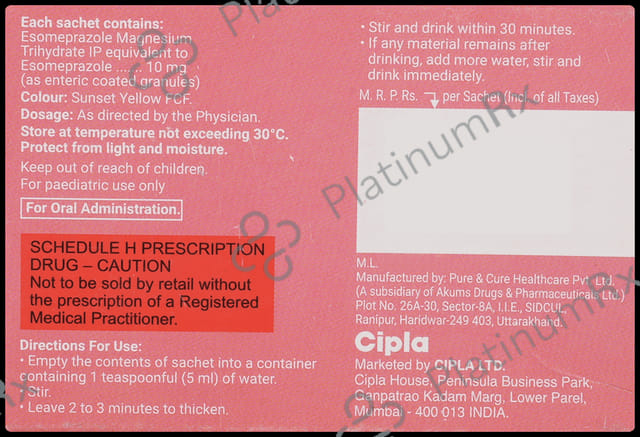 Each sachet contains:
Esomeprazole Magnesium
Trihydrate IP equivalent to
Esomeprazole ...... 10 mg
(as enteric coated granules)
Colour: Sunset Yellow FCF.
Dosage: As directed by the Physician.
Store at temperature not exceeding 30°C.
Protect from light and moisture.
Keep out of reach of children.
For paediatric use only
For Oral Administration.
SCHEDULE H PRESCRIPTION
DRUG – CAUTION
Not to be sold by retail without
the prescription of a Registered
Medical Practitioner.
Directions For Use:
• Empty the contents of sachet into a container
containing 1 teaspoonful (5 ml) of water.
• Stir.
• Leave 2 to 3 minutes to thicken.
• Stir and drink within 30 minutes.
• If any material remains after
drinking, add more water, stir and
drink immediately.
M. R. P. Rs. per Sachet (Incl. of all Taxes)
M.L.
Manufactured by: Pure & Cure Healthcare Pvt. Ltd.
(A subsidiary of Akums Drugs & Pharmaceuticals Ltd.)
Plot No. 26A-30, Sector-8A, I.I.E., SIDCUL,
Ranipur, Haridwar-249 403, Uttarakhand.
Cipla
Marketed by CIPLA LTD.
Cipla House, Peninsula Business Park,
Ganpatrao Kadam Marg, Lower Parel,
Mumbai - 400 013 INDIA.
PlatinumRx
PlatinumRx
PlatinumRx
Rx